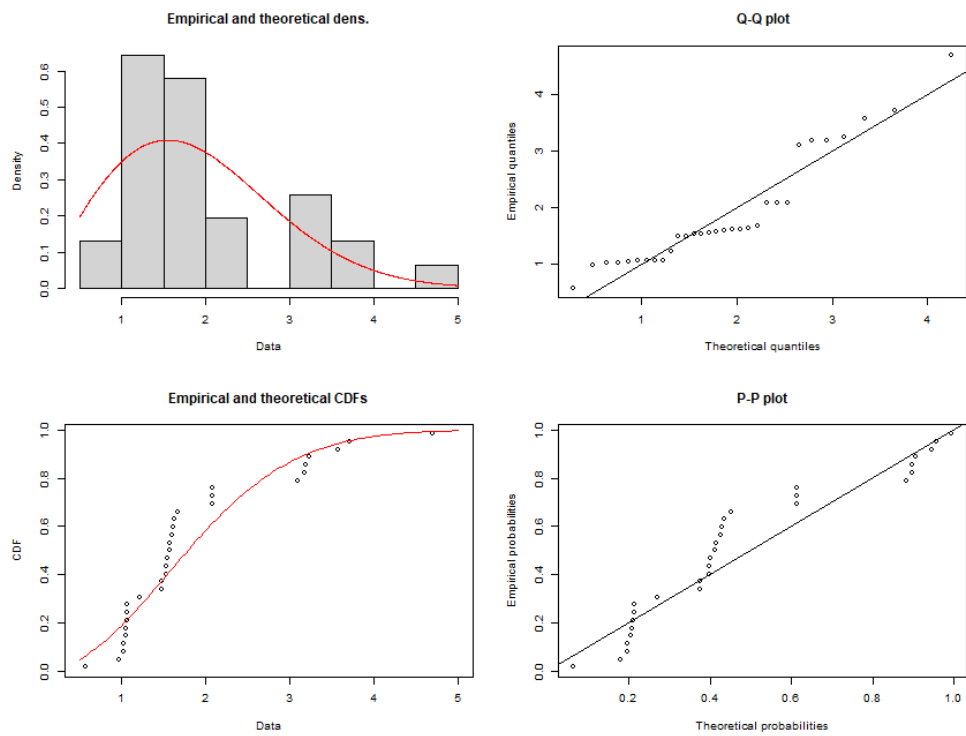 Empirical and theoretical dens.
Density
0.0 0.1 0.2 0.3 0.4 0.5 0.6
1 2 3 4 5
Data
Q-Q plot
Empirical quantiles
1 2 3 4
1 2 3 4
Theoretical quantiles
Empirical and theoretical CDFs
CDF
0.0 0.2 0.4 0.6 0.8 1.0
1 2 3 4 5
Data
P-P plot
Empirical probabilities
0.0 0.2 0.4 0.6 0.8 1.0
0.2 0.4 0.6 0.8 1.0
Theoretical probabilities